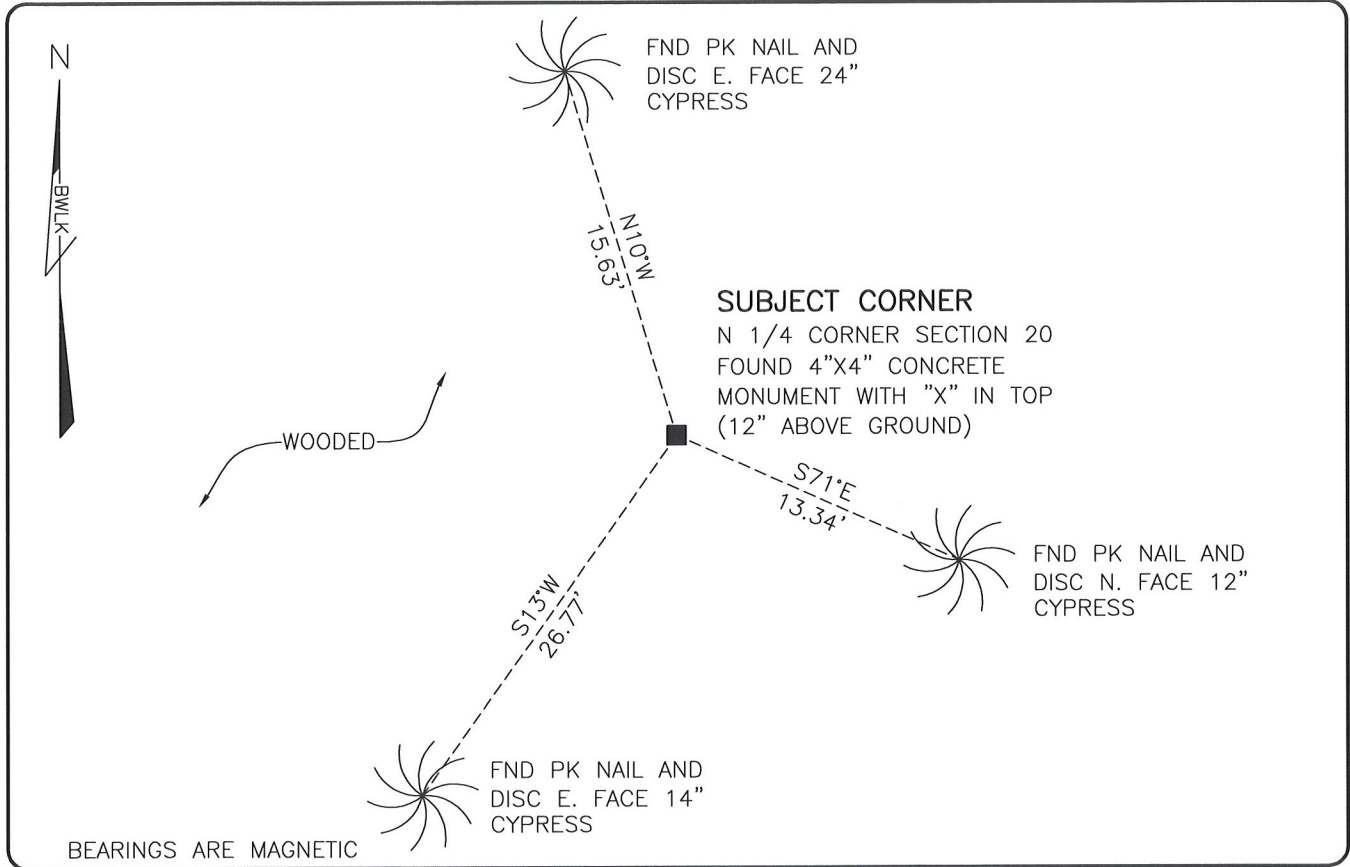 N
BWLK
FND PK NAIL AND
DISC E. FACE 24"
CYPRESS
N10°W
15.63'
SUBJECT CORNER
N 1/4 CORNER SECTION 20
FOUND 4"X4" CONCRETE
MONUMENT WITH "X" IN TOP
(12" ABOVE GROUND)
WOODED
S71°E
13.34'
FND PK NAIL AND
DISC N. FACE 12"
CYPRESS
S13°W
26.77'
FND PK NAIL AND
DISC E. FACE 14"
CYPRESS
BEARINGS ARE MAGNETIC